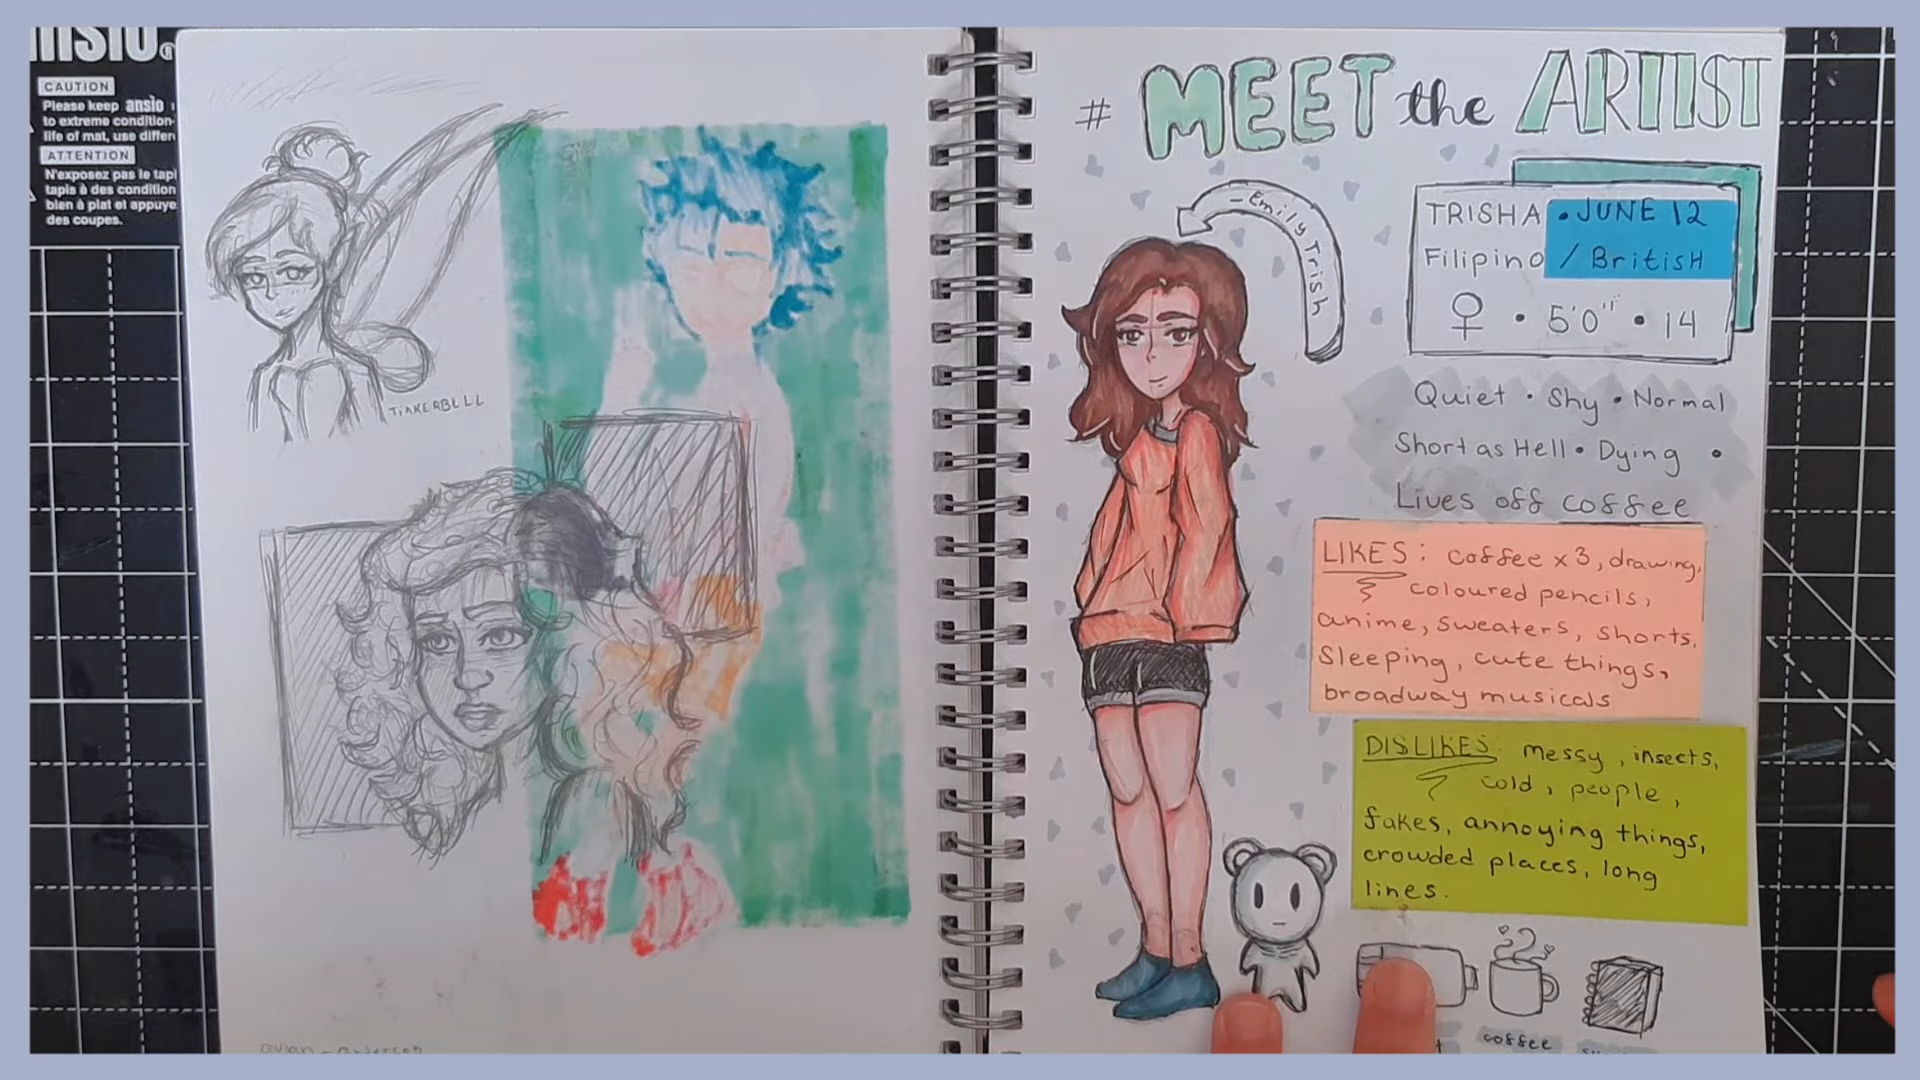 CAUTION
Please keep ansio
to extreme condition
life of mat, use differ
ATTENTION
N'exposez pas le tapi
tapis à des condition
bien à plat et appuye
des coupes.
TiNKERBELL
# MEET the ARTIST
-Emily Trish
TRISHA • JUNE 12
Filipino / British
♀ • 5'0" • 14
Quiet • Shy • Normal
Short as Hell • Dying •
Lives off coffee
LIKES: coffee x3, drawing,
coloured pencils,
anime, sweaters, shorts,
Sleeping, cute things,
broadway musicals
DISLIKES: messy, insects,
cold, people,
fakes, annoying things,
crowded places, long
lines.
coffee